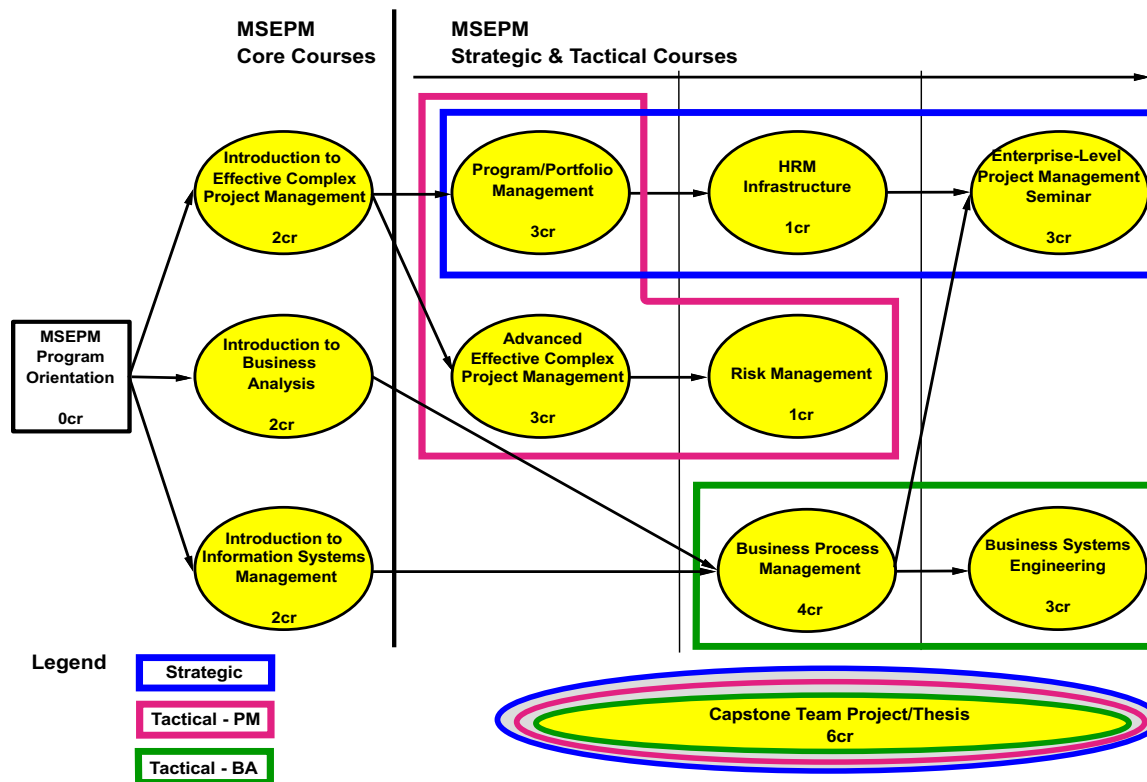 MSEPM
Core Courses
MSEPM
Strategic & Tactical Courses
Introduction to
Effective Complex
Project Management
2cr
Program/Portfolio
Management
3cr
HRM
Infrastructure
1cr
Enterprise-Level
Project Management
Seminar
3cr
MSEPM
Program
Orientation
0cr
Introduction to
Business
Analysis
2cr
Advanced
Effective Complex
Project Management
3cr
Risk Management
1cr
Introduction to
Information Systems
Management
2cr
Business Process
Management
4cr
Business Systems
Engineering
3cr
Legend
Strategic
Tactical - PM
Tactical - BA
Capstone Team Project/Thesis
6cr